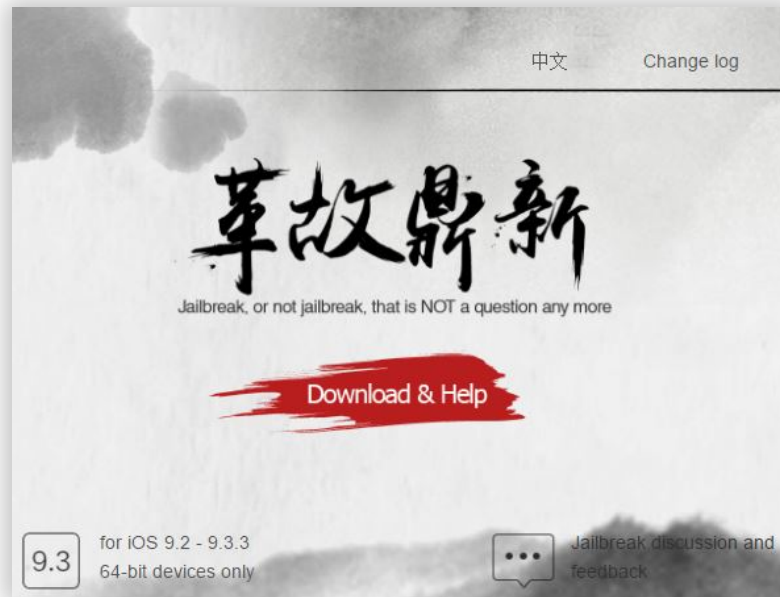 中文 Change log
革故鼎新
Jailbreak, or not jailbreak, that is NOT a question any more
Download & Help
9.3
for iOS 9.2 - 9.3.3
64-bit devices only
Jailbreak discussion and
feedback